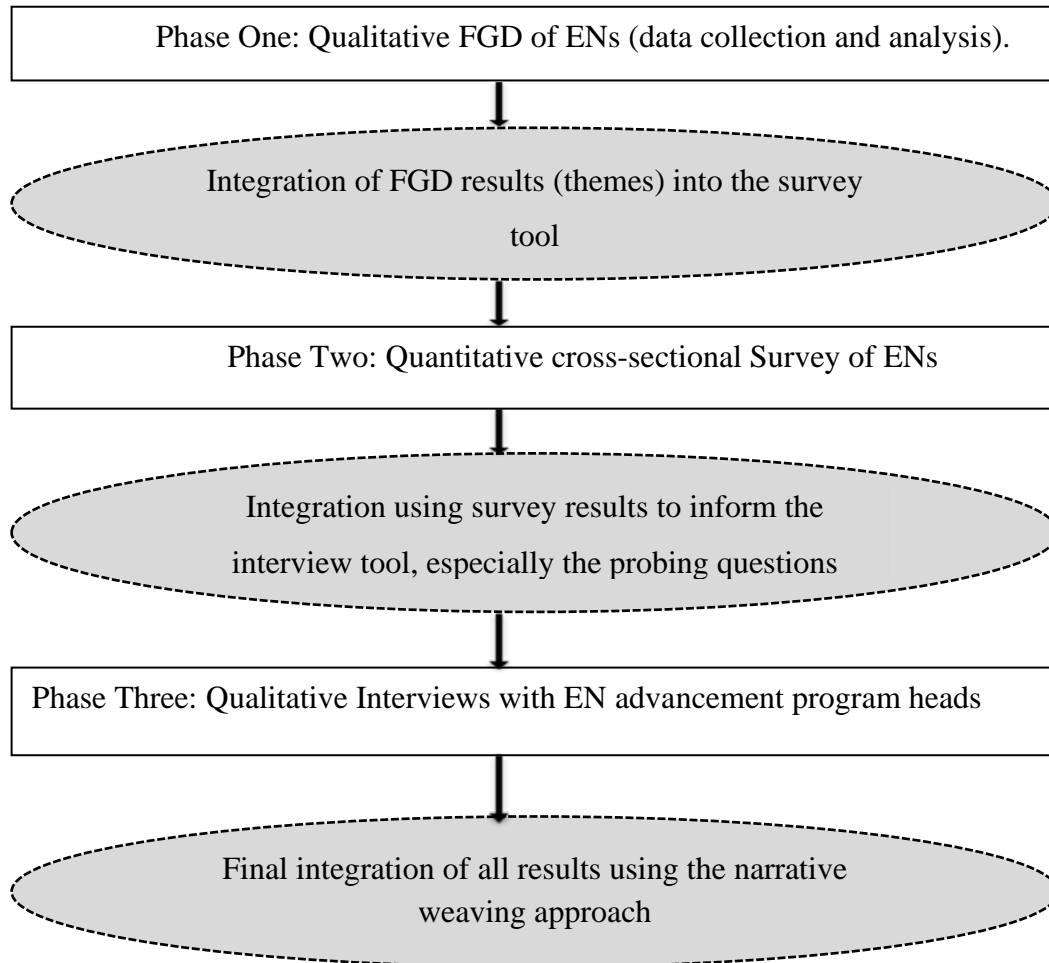 Phase One: Qualitative FGD of ENs (data collection and analysis).
Integration of FGD results (themes) into the survey
tool
Phase Two: Quantitative cross-sectional Survey of ENs
Integration using survey results to inform the
interview tool, especially the probing questions
Phase Three: Qualitative Interviews with EN advancement program heads
Final integration of all results using the narrative
weaving approach